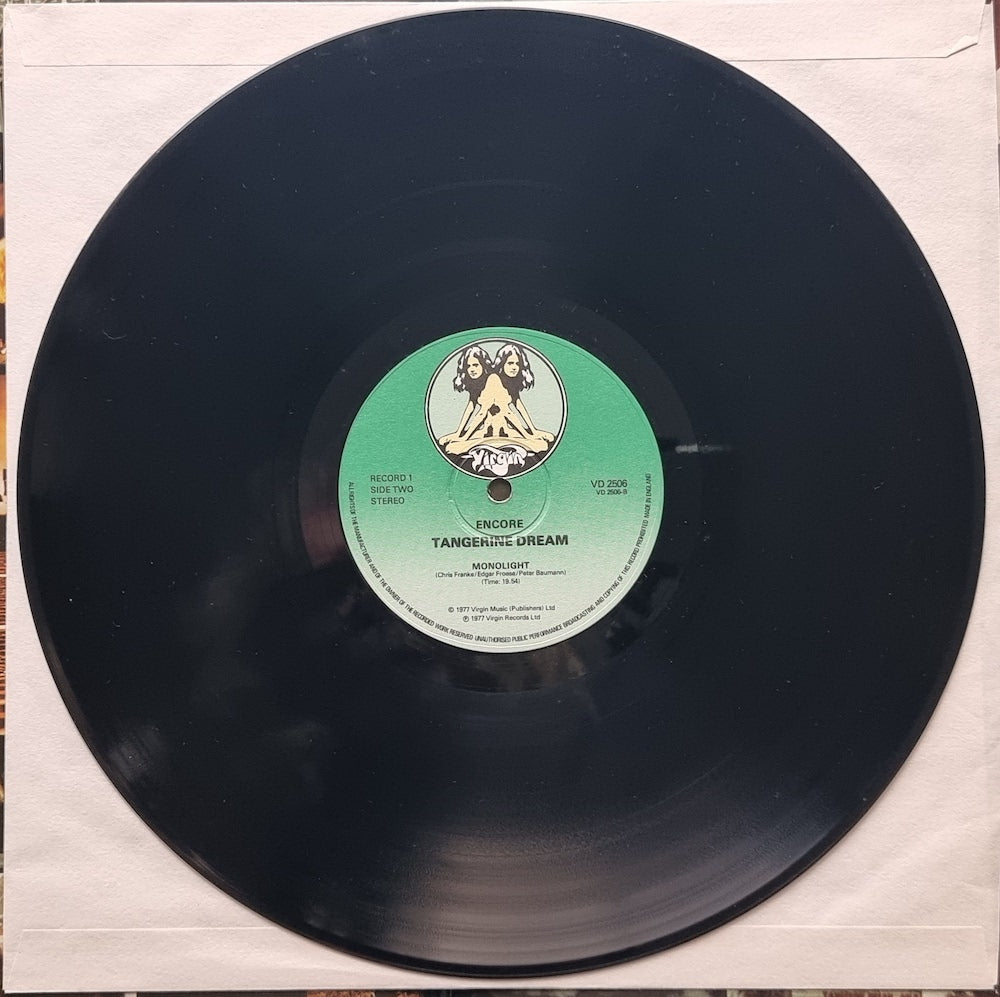 Virgin
RECORD 1
SIDE TWO
STEREO
VD 2506
VD 2506-B
ENCORE
TANGERINE DREAM
MONOLIGHT
(Chris Franke/Edgar Froese/Peter Baumann)
(Time: 19.54)
© 1977 Virgin Music (Publishers) Ltd
℗ 1977 Virgin Records Ltd
ALL RIGHTS OF THE MANUFACTURER AND OF THE OWNER OF THE RECORDED WORK RESERVED UNAUTHORISED PUBLIC PERFORMANCE BROADCASTING AND COPYING OF THIS RECORD PROHIBITED MADE IN ENGLAND